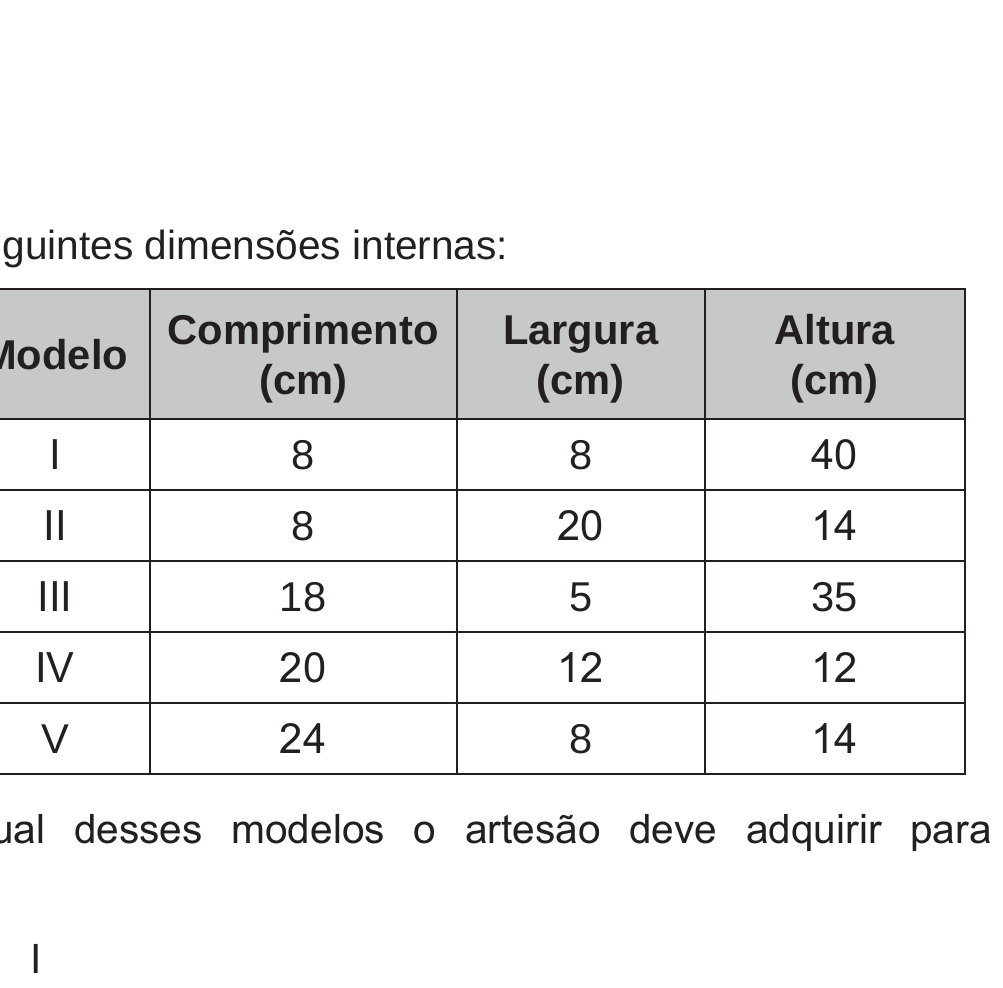 guintes dimensões internas:
Modelo Comprimento (cm) Largura (cm) Altura (cm)
I 8 8 40
II 8 20 14
III 18 5 35
IV 20 12 12
V 24 8 14
ual desses modelos o artesão deve adquirir para
I